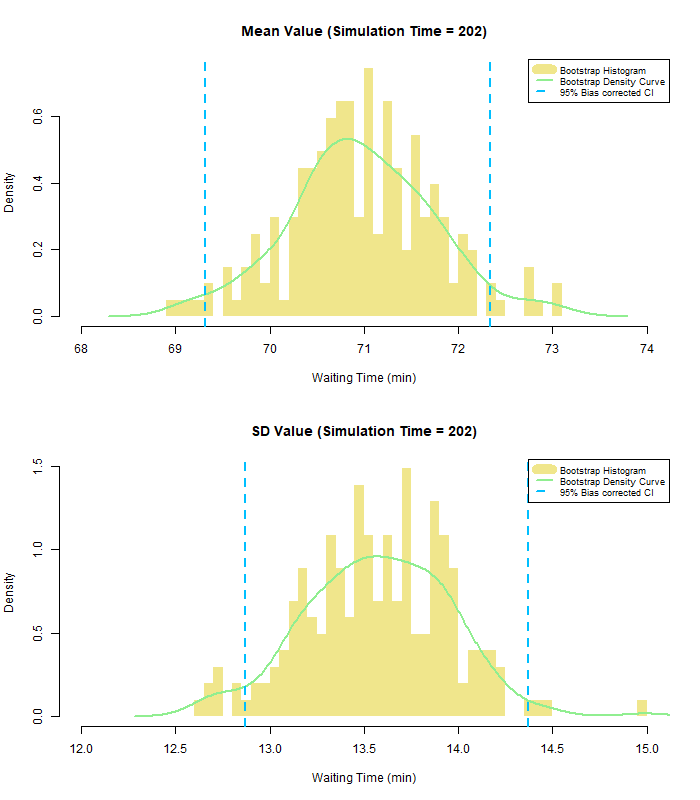 Mean Value (Simulation Time = 202)
Bootstrap Histogram
Bootstrap Density Curve
95% Bias corrected CI
Density
0.0 0.2 0.4 0.6
68 69 70 71 72 73 74
Waiting Time (min)
SD Value (Simulation Time = 202)
Bootstrap Histogram
Bootstrap Density Curve
95% Bias corrected CI
Density
0.0 0.5 1.0 1.5
12.0 12.5 13.0 13.5 14.0 14.5 15.0
Waiting Time (min)